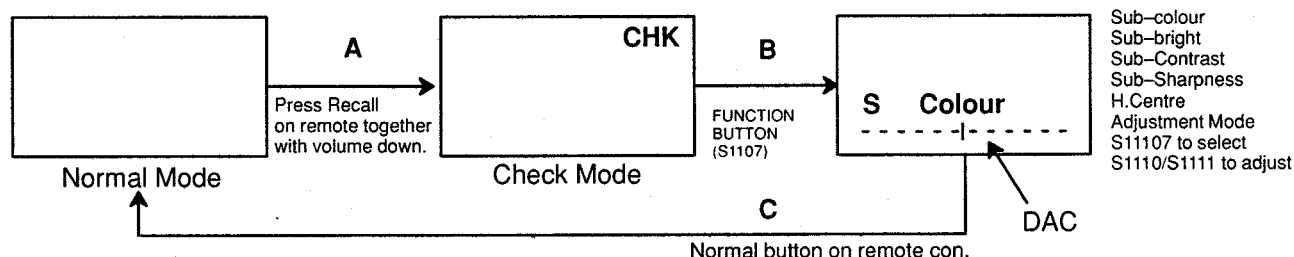 A
Press Recall
on remote together
with volume down.
Normal Mode
CHK
Check Mode
B
FUNCTION
BUTTON
(S1107)
S Colour
DAC
Sub–colour
Sub–bright
Sub–Contrast
Sub–Sharpness
H.Centre
Adjustment Mode
S11107 to select
S1110/S1111 to adjust
C
Normal button on remote con.